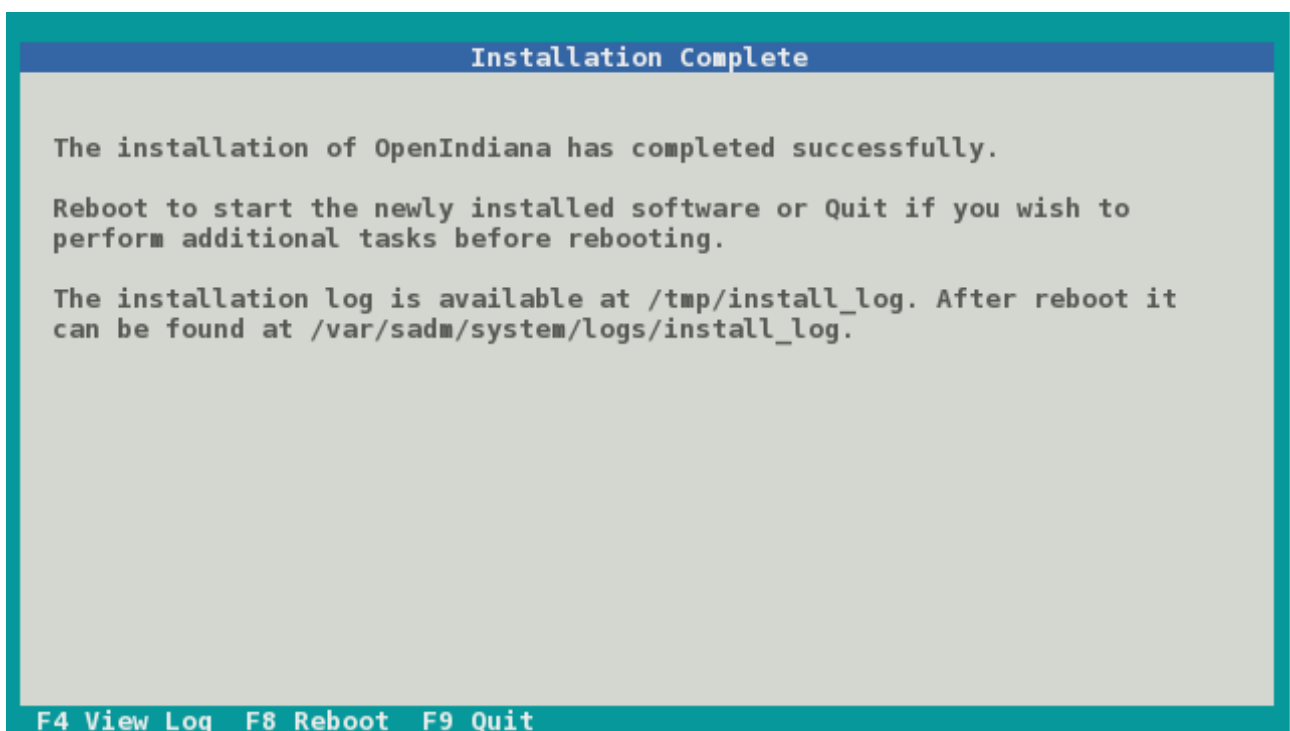 Installation Complete
The installation of OpenIndiana has completed successfully.
Reboot to start the newly installed software or Quit if you wish to
perform additional tasks before rebooting.
The installation log is available at /tmp/install_log. After reboot it
can be found at /var/sadm/system/logs/install_log.
F4 View Log  F8 Reboot  F9 Quit